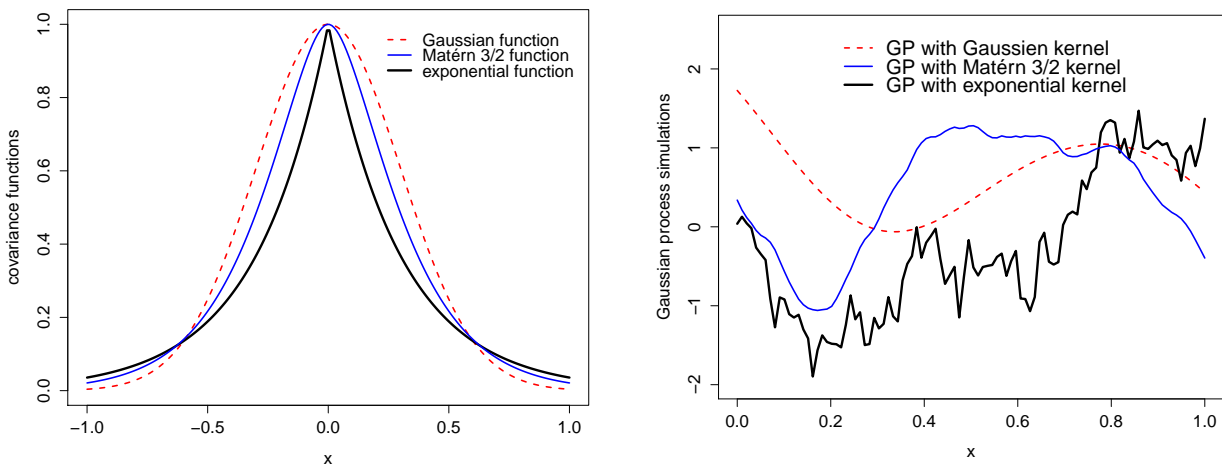 covariance functions
1.0
0.8
0.6
0.4
0.2
0.0
Gaussian function
Matérn 3/2 function
exponential function
−1.0 −0.5 0.0 0.5 1.0
x
Gaussian process simulations
2
1
0
−1
−2
GP with Gaussien kernel
GP with Matérn 3/2 kernel
GP with exponential kernel
0.0 0.2 0.4 0.6 0.8 1.0
x